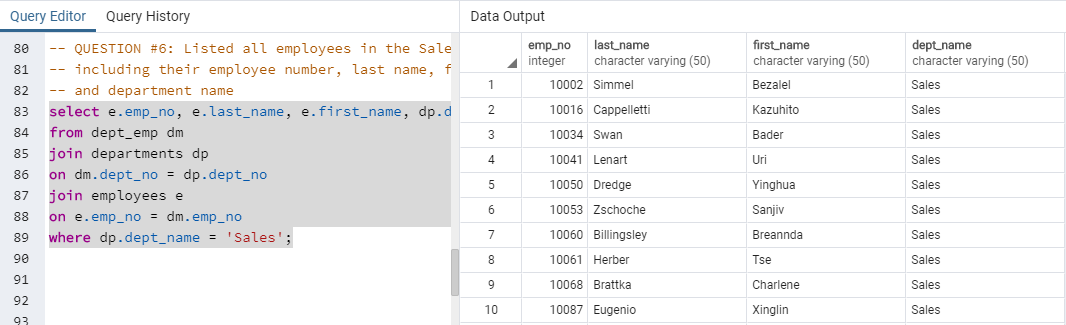 Query Editor Query History
80 -- QUESTION #6: Listed all employees in the Sale
81 -- including their employee number, last name, f
82 -- and department name
83 select e.emp_no, e.last_name, e.first_name, dp.d
84 from dept_emp dm
85 join departments dp
86 on dm.dept_no = dp.dept_no
87 join employees e
88 on e.emp_no = dm.emp_no
89 where dp.dept_name = 'Sales';
90
91
92
93
Data Output
emp_no last_name first_name dept_name
integer character varying (50) character varying (50) character varying (50)
1 10002 Simmel Bezalel Sales
2 10016 Cappelletti Kazuhito Sales
3 10034 Swan Bader Sales
4 10041 Lenart Uri Sales
5 10050 Dredge Yinghua Sales
6 10053 Zschoche Sanjiv Sales
7 10060 Billingsley Breannda Sales
8 10061 Herber Tse Sales
9 10068 Brattka Charlene Sales
10 10087 Eugenio Xinglin Sales